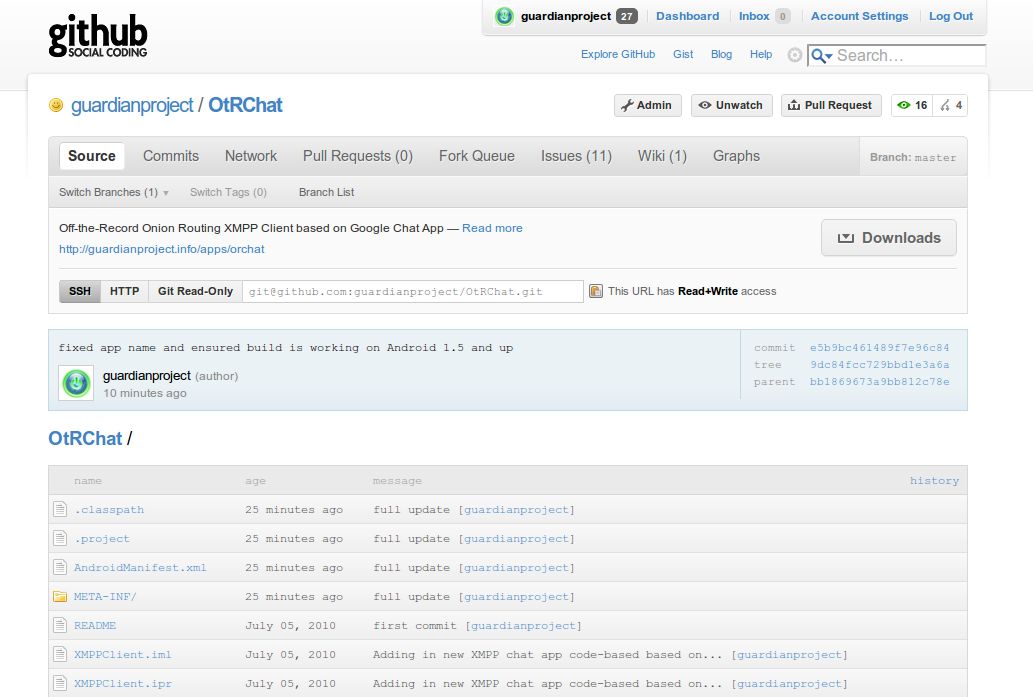 github
SOCIAL CODING
guardianproject 27 Dashboard Inbox 0 Account Settings Log Out
Explore GitHub Gist Blog Help Search...
guardianproject / OtRChat
Admin Unwatch Pull Request 16 4
Source Commits Network Pull Requests (0) Fork Queue Issues (11) Wiki (1) Graphs Branch: master
Switch Branches (1) Switch Tags (0) Branch List
Off-the-Record Onion Routing XMPP Client based on Google Chat App — Read more
http://guardianproject.info/apps/orchat
Downloads
SSH HTTP Git Read-Only git@github.com:guardianproject/OtRChat.git This URL has Read+Write access
fixed app name and ensured build is working on Android 1.5 and up
commit e5b9bc461489f7e96c84
tree 9dc84fcc729bbd1e3a6a
parent bb1869673a9bb812c78e
guardianproject (author)
10 minutes ago
OtRChat /
name age message history
.classpath 25 minutes ago full update [guardianproject]
.project 25 minutes ago full update [guardianproject]
AndroidManifest.xml 25 minutes ago full update [guardianproject]
META-INF/ 25 minutes ago full update [guardianproject]
README July 05, 2010 first commit [guardianproject]
XMPPClient.iml July 05, 2010 Adding in new XMPP chat app code-based based on... [guardianproject]
XMPPClient.ipr July 05, 2010 Adding in new XMPP chat app code-based based on... [guardianproject]